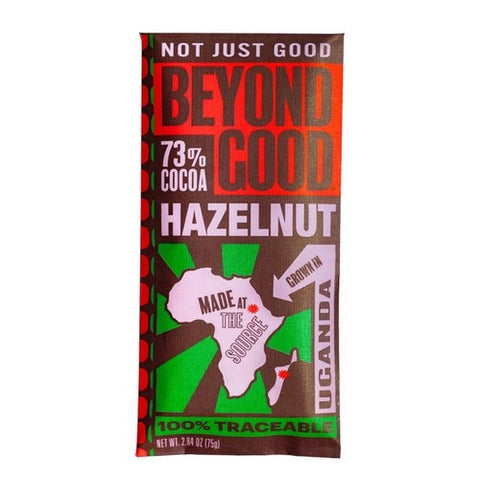 NOT JUST GOOD
BEYOND
GOOD
73%
COCOA
HAZELNUT
GROWN IN
UGANDA
MADE AT
THE
SOURCE
100% TRACEABLE
NET WT. 2.64 OZ (75g)